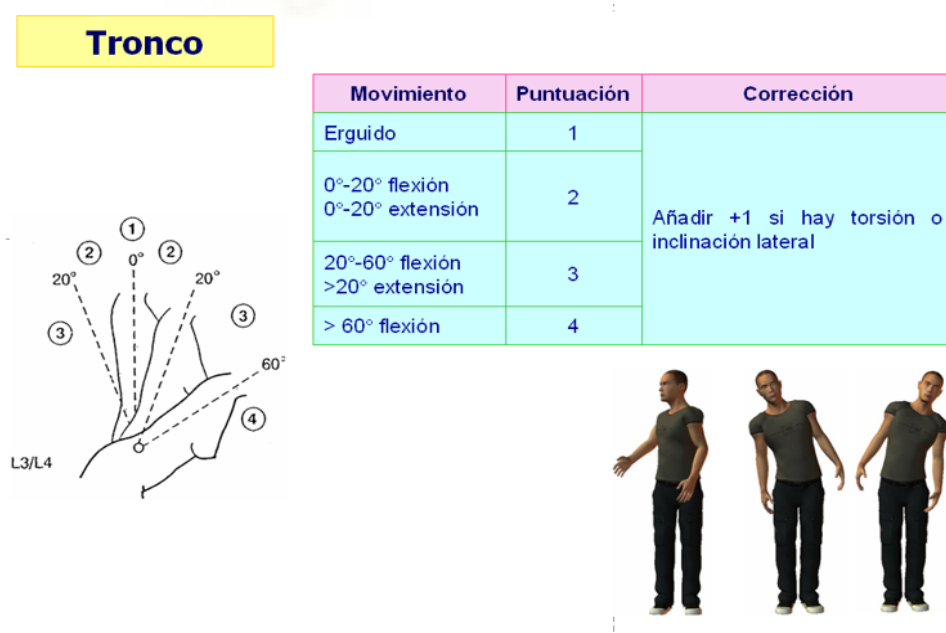 Tronco
Movimiento Puntuación Corrección
Erguido 1
0°-20° flexión
0°-20° extensión
2
Añadir +1 si hay torsión o
inclinación lateral
20°-60° flexión
>20° extensión
3
> 60° flexión 4
1
2 0° 2
20° 20°
3 3
60°
4
L3/L4